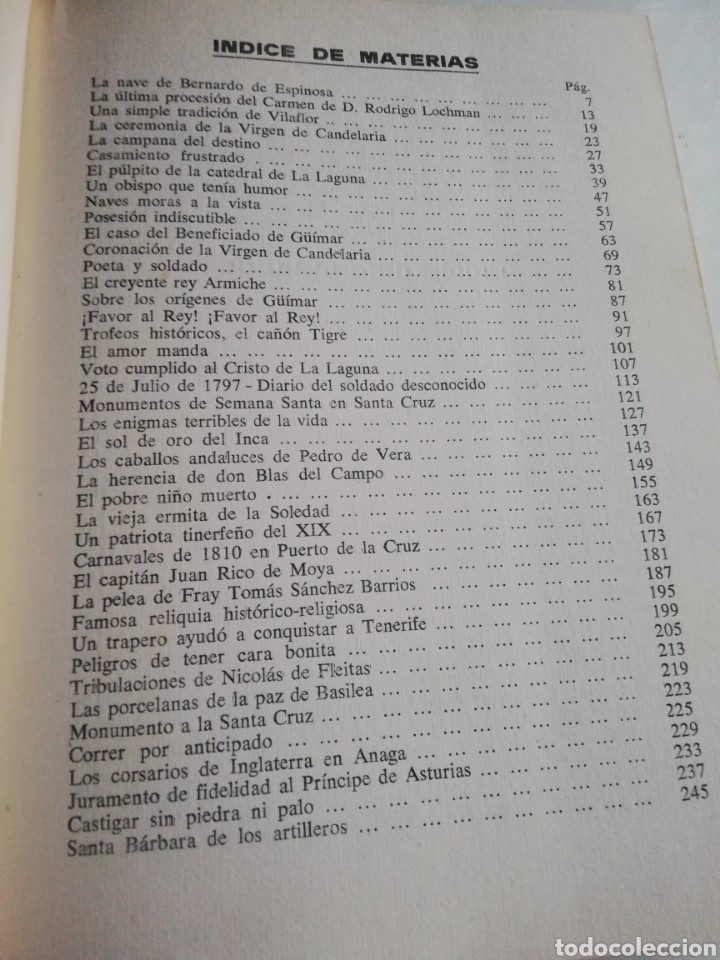 INDICE DE MATERIAS
Pág.
La nave de Bernardo de Espinosa ... ... ... ... ... ... ... 7
La última procesión del Carmen de D. Rodrigo Lochman ... ... ... 13
Una simple tradición de Vilaflor ... ... ... ... ... ... ... 19
La ceremonia de la Virgen de Candelaria ... ... ... ... ... ... 23
La campana del destino ... ... ... ... ... ... ... ... ... 27
Casamiento frustrado . ... ... ... ... ... ... ... ... ... 33
El púlpito de la catedral de La Laguna ... ... ... ... ... ... 39
Un obispo que tenía humor ... ... ... ... ... ... ... ... 47
Naves moras a la vista ... ... ... ... ... ... ... ... ... 51
Posesión indiscutible ... ... ... ... ... ... ... ... ... 57
El caso del Beneficiado de Güímar ... ... ... ... ... ... ... 63
Coronación de la Virgen de Candelaria ... ... ... ... ... ... 69
Poeta y soldado ... ... ... ... ... ... ... ... ... ... 73
El creyente rey Armiche ... ... ... ... ... ... ... ... ... 81
Sobre los orígenes de Güímar ... ... ... ... ... ... ... ... 87
¡Favor al Rey! ¡Favor al Rey! ... ... ... ... ... ... ... ... 91
Trofeos históricos, el cañón Tigre ... ... ... ... ... ... ... 97
El amor manda ... ... ... ... ... ... ... ... ... ... 101
Voto cumplido al Cristo de La Laguna ... ... ... ... ... ... 107
25 de Julio de 1797 - Diario del soldado desconocido ... ... ... ... 113
Monumentos de Semana Santa en Santa Cruz ... ... ... ... ... 121
Los enigmas terribles de la vida ... ... ... ... ... ... ... ... 127
El sol de oro del Inca ... ... ... ... ... ... ... ... ... 137
Los caballos andaluces de Pedro de Vera ... ... ... ... ... ... 143
La herencia de don Blas del Campo ... ... ... ... ... ... ... 149
El pobre niño muerto . ... ... ... ... ... ... ... ... ... 155
La vieja ermita de la Soledad ... ... ... ... ... ... ... ... 163
Un patriota tinerfeño del XIX ... ... ... ... ... ... ... ... 167
Carnavales de 1810 en Puerto de la Cruz ... ... ... ... ... ... 173
El capitán Juan Rico de Moya ... ... ... ... ... ... ... ... 181
La pelea de Fray Tomás Sánchez Barrios ... ... ... ... ... ... 187
Famosa reliquia histórico-religiosa ... ... ... ... ... ... ... 195
Un trapero ayudó a conquistar a Tenerife ... ... ... ... ... ... 199
Peligros de tener cara bonita ... ... ... ... ... ... ... ... 205
Tribulaciones de Nicolás de Fleitas ... ... ... ... ... ... ... 213
Las porcelanas de la paz de Basilea ... ... ... ... ... ... ... 219
Monumento a la Santa Cruz ... ... ... ... ... ... ... ... 223
Correr por anticipado ... ... ... ... ... ... ... ... ... 225
Los corsarios de Inglaterra en Anaga ... ... ... ... ... ... ... 229
Juramento de fidelidad al Príncipe de Asturias ... ... ... ... ... 233
Castigar sin piedra ni palo ... ... ... ... ... ... ... ... ... 237
Santa Bárbara de los artilleros ... ... ... ... ... ... ... ... 245
todocoleccion